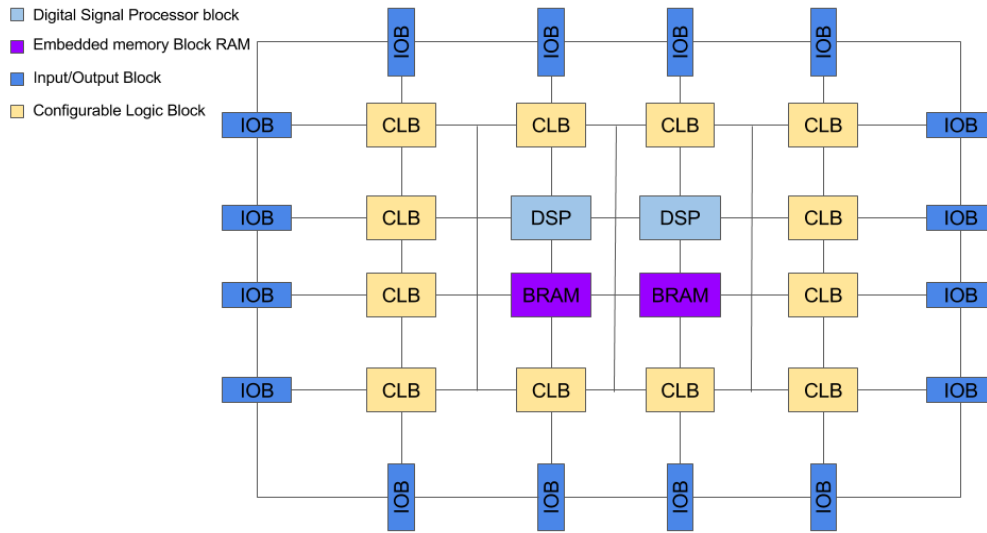 Digital Signal Processor block
Embedded memory Block RAM
Input/Output Block
Configurable Logic Block
IOB IOB IOB IOB
IOB CLB CLB CLB CLB IOB
IOB CLB DSP DSP CLB IOB
IOB CLB BRAM BRAM CLB IOB
IOB CLB CLB CLB CLB IOB
IOB IOB IOB IOB